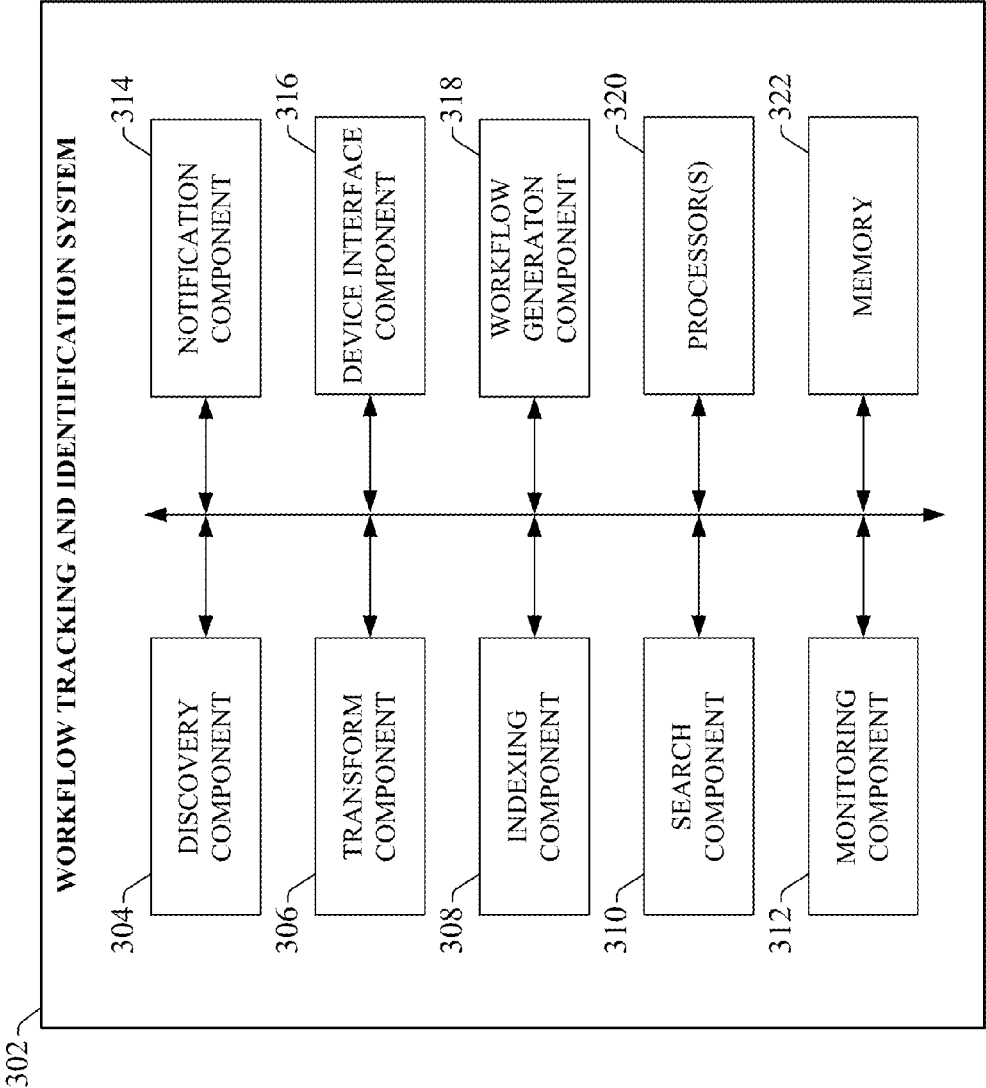 302
WORKFLOW TRACKING AND IDENTIFICATION SYSTEM
304
DISCOVERY
COMPONENT
314
NOTIFICATION
COMPONENT
306
TRANSFORM
COMPONENT
316
DEVICE INTERFACE
COMPONENT
308
INDEXING
COMPONENT
318
WORKFLOW
GENERATON
COMPONENT
310
SEARCH
COMPONENT
320
PROCESSOR(S)
312
MONITORING
COMPONENT
322
MEMORY